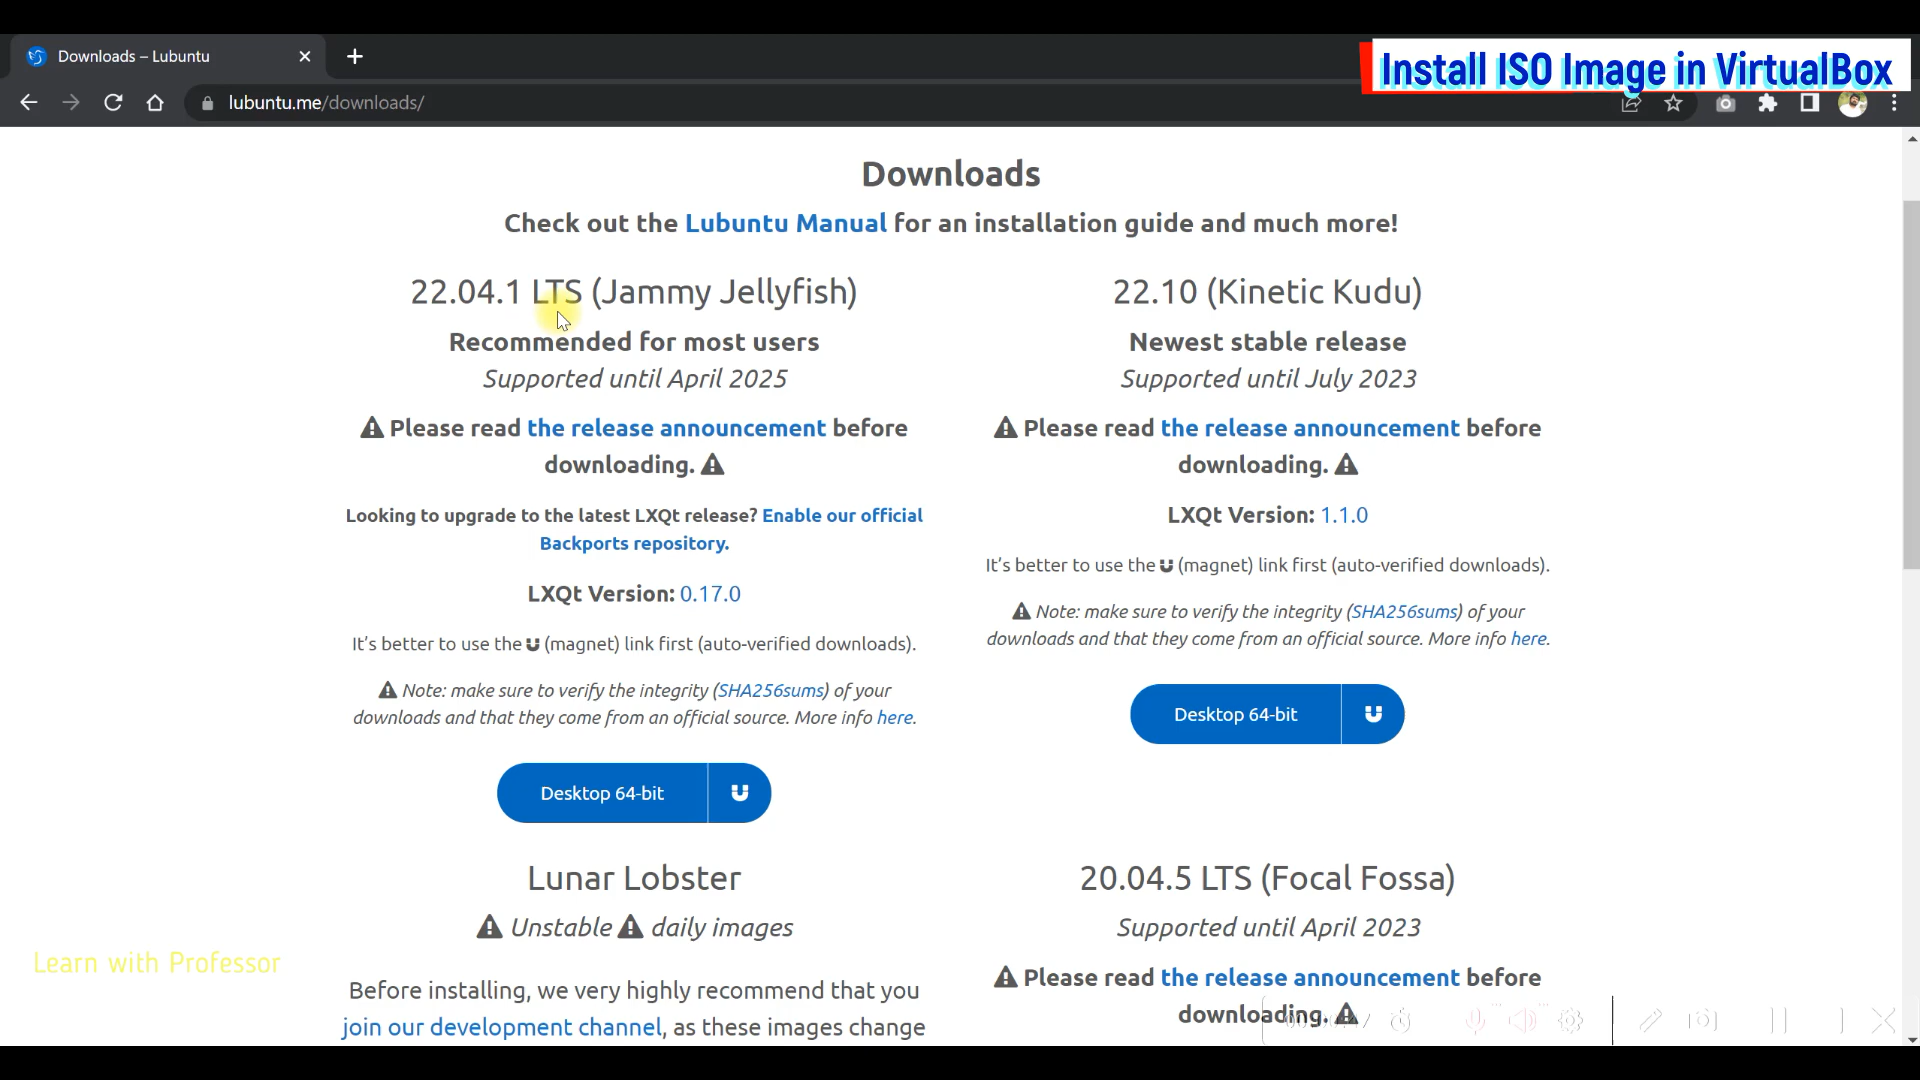 Downloads – Lubuntu
Install ISO Image in VirtualBox
lubuntu.me/downloads/
Downloads
Check out the Lubuntu Manual for an installation guide and much more!
22.04.1 LTS (Jammy Jellyfish)
Recommended for most users
Supported until April 2025
Please read the release announcement before
downloading.
Looking to upgrade to the latest LXQt release? Enable our official
Backports repository.
LXQt Version: 0.17.0
It's better to use the (magnet) link first (auto-verified downloads).
Note: make sure to verify the integrity (SHA256sums) of your
downloads and that they come from an official source. More info here.
Desktop 64-bit
22.10 (Kinetic Kudu)
Newest stable release
Supported until July 2023
Please read the release announcement before
downloading.
LXQt Version: 1.1.0
It's better to use the (magnet) link first (auto-verified downloads).
Note: make sure to verify the integrity (SHA256sums) of your
downloads and that they come from an official source. More info here.
Desktop 64-bit
Lunar Lobster
Unstable daily images
Before installing, we very highly recommend that you
join our development channel, as these images change
20.04.5 LTS (Focal Fossa)
Supported until April 2023
Please read the release announcement before
downloading.
Learn with Professor